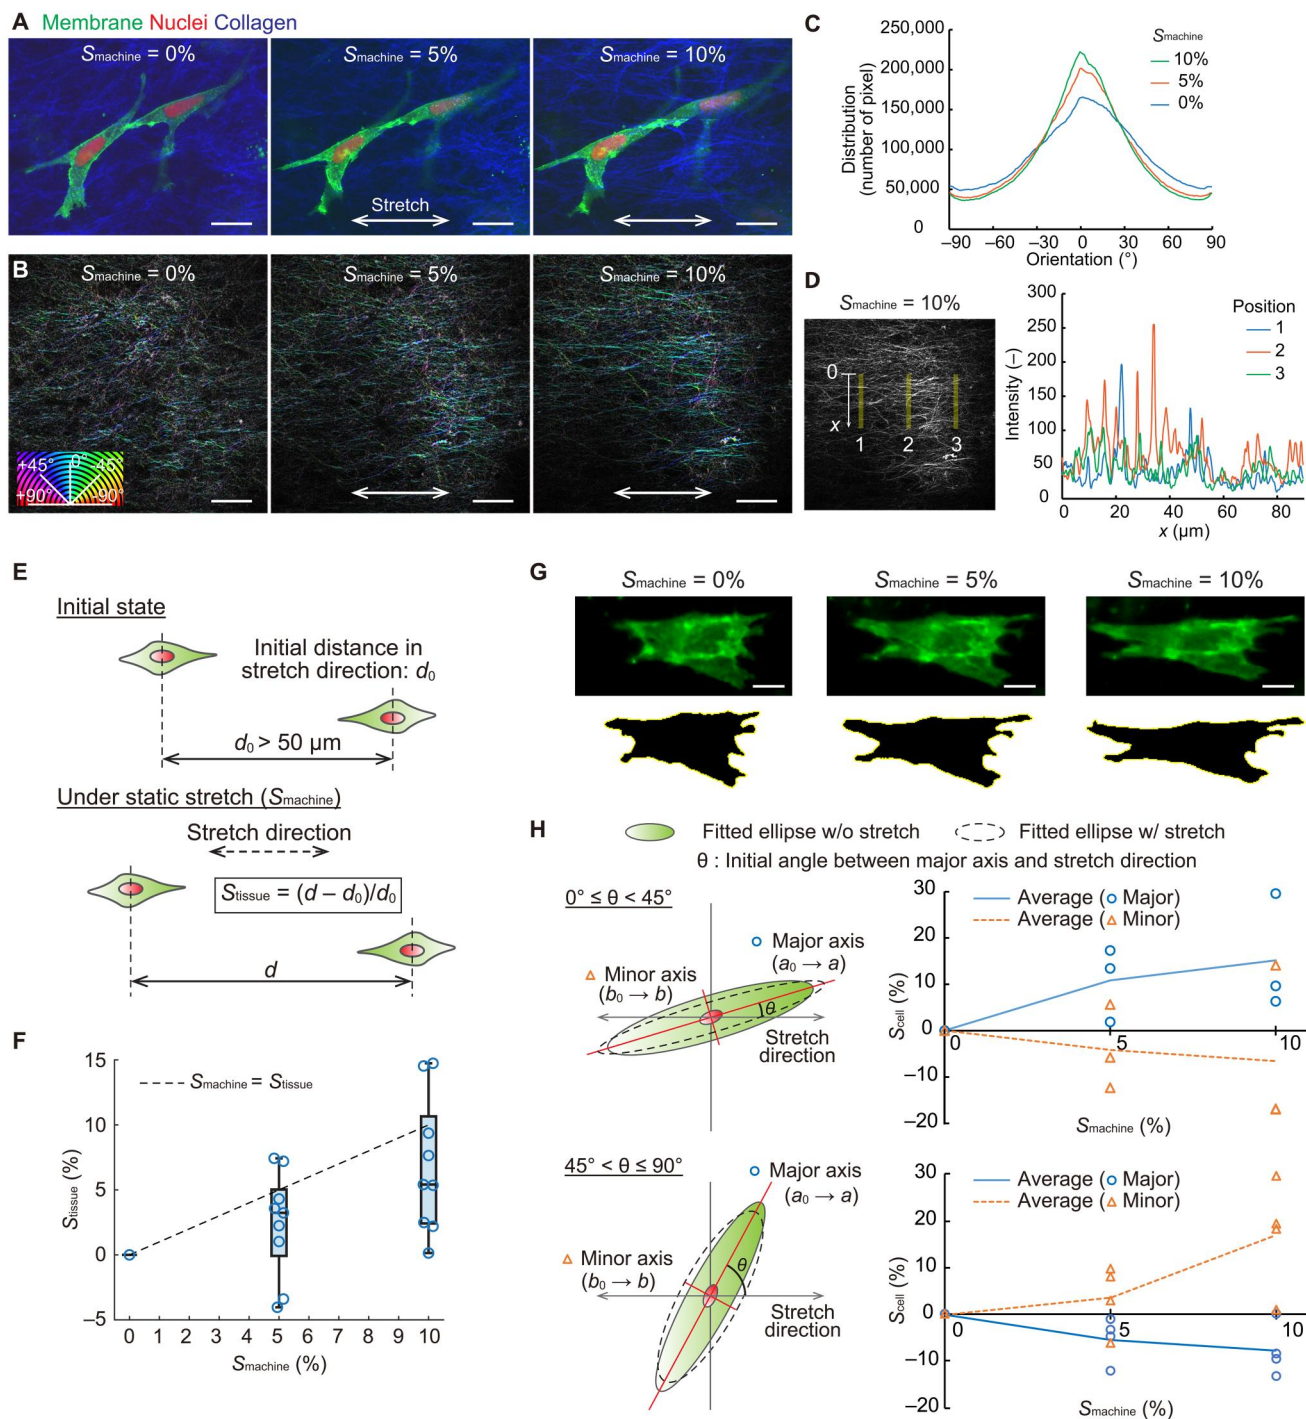 A Membrane Nuclei Collagen
Smachine = 0%
Smachine = 5%
Smachine = 10%
Stretch
B
Smachine = 0%
Smachine = 5%
Smachine = 10%
+45° 0° -45°
+90° -90°
C
250,000
200,000
150,000
100,000
50,000
0
Distribution
(number of pixel)
–90 –60 –30 0 30 60 90
Orientation (°)
Smachine
10%
5%
0%
D
Smachine = 10%
0
x
1 2 3
300
250
200
150
100
50
0
Intensity (–)
0 20 40 60 80
x (µm)
Position
1
2
3
E
Initial state
Initial distance in
stretch direction: d0
d0 > 50 µm
Under static stretch (Smachine)
Stretch direction
Stissue = (d – d0)/d0
d
F
15
10
5
0
–5
Stissue (%)
Smachine = Stissue
0 1 2 3 4 5 6 7 8 9 10
Smachine (%)
G
Smachine = 0%
Smachine = 5%
Smachine = 10%
H
Fitted ellipse w/o stretch
Fitted ellipse w/ stretch
θ : Initial angle between major axis and stretch direction
0° ≤ θ < 45°
Major axis
(a0 → a)
Minor axis
(b0 → b)
θ
Stretch
direction
30
20
10
0
–10
–20
Scell (%)
Average ( Major)
Average ( Minor)
0 5 10
Smachine (%)
45° < θ ≤ 90°
Major axis
(a0 → a)
Minor axis
(b0 → b)
θ
Stretch
direction
30
20
10
0
–10
–20
Scell (%)
Average ( Major)
Average ( Minor)
0 5 10
Smachine (%)